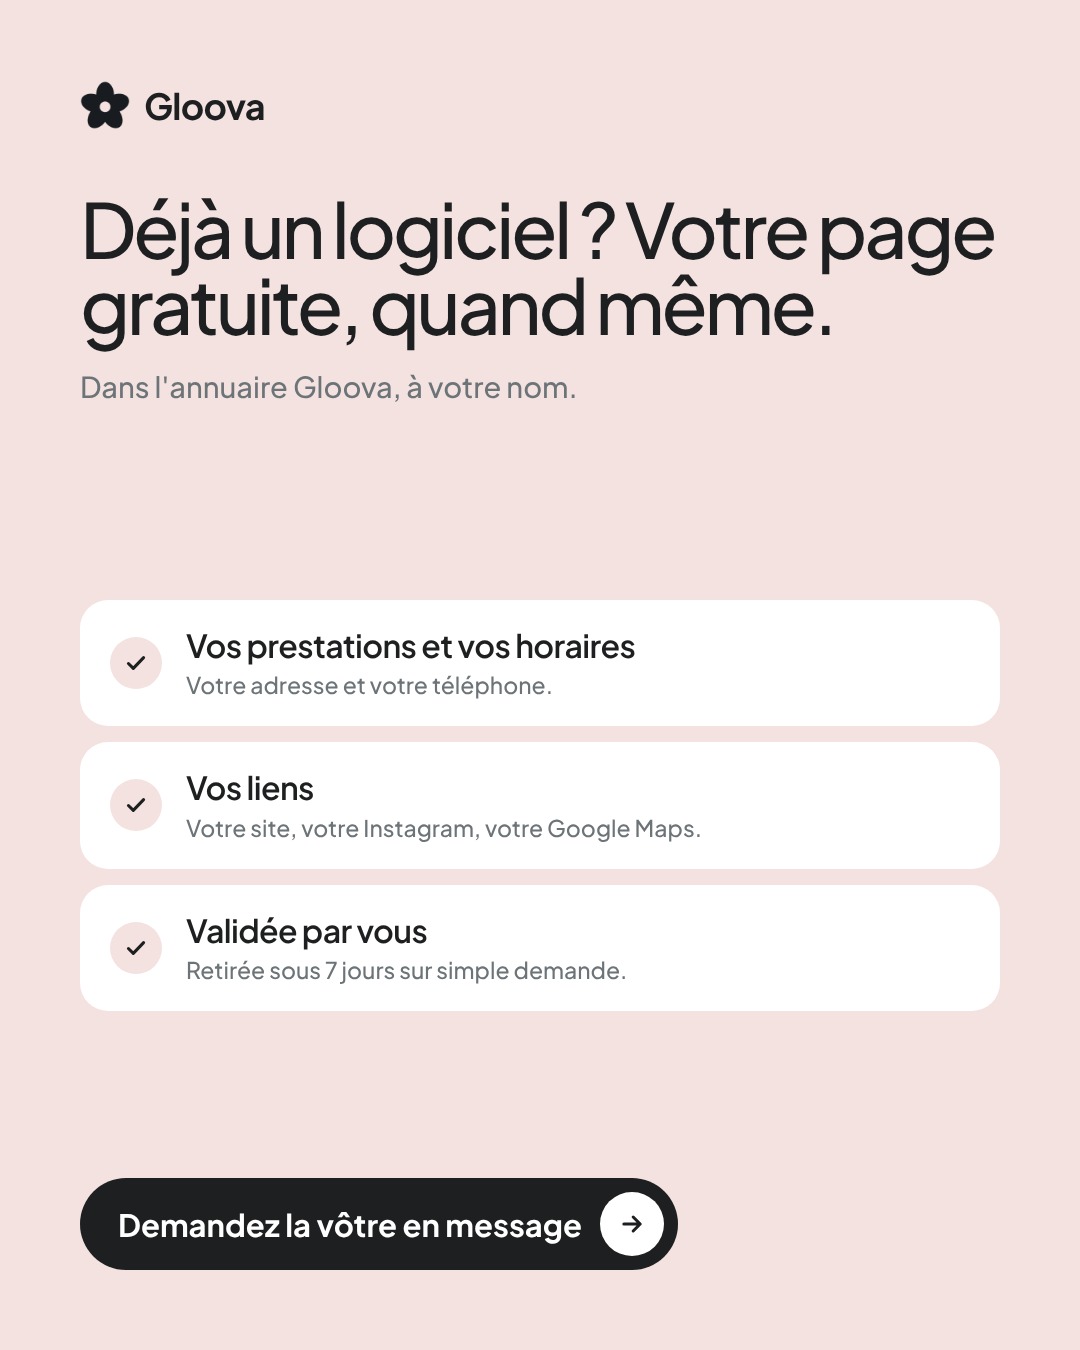 Gloova
Déjà un logiciel ? Votre page
gratuite, quand même.
Dans l'annuaire Gloova, à votre nom.
Vos prestations et vos horaires
Votre adresse et votre téléphone.
Vos liens
Votre site, votre Instagram, votre Google Maps.
Validée par vous
Retirée sous 7 jours sur simple demande.
Demandez la vôtre en message